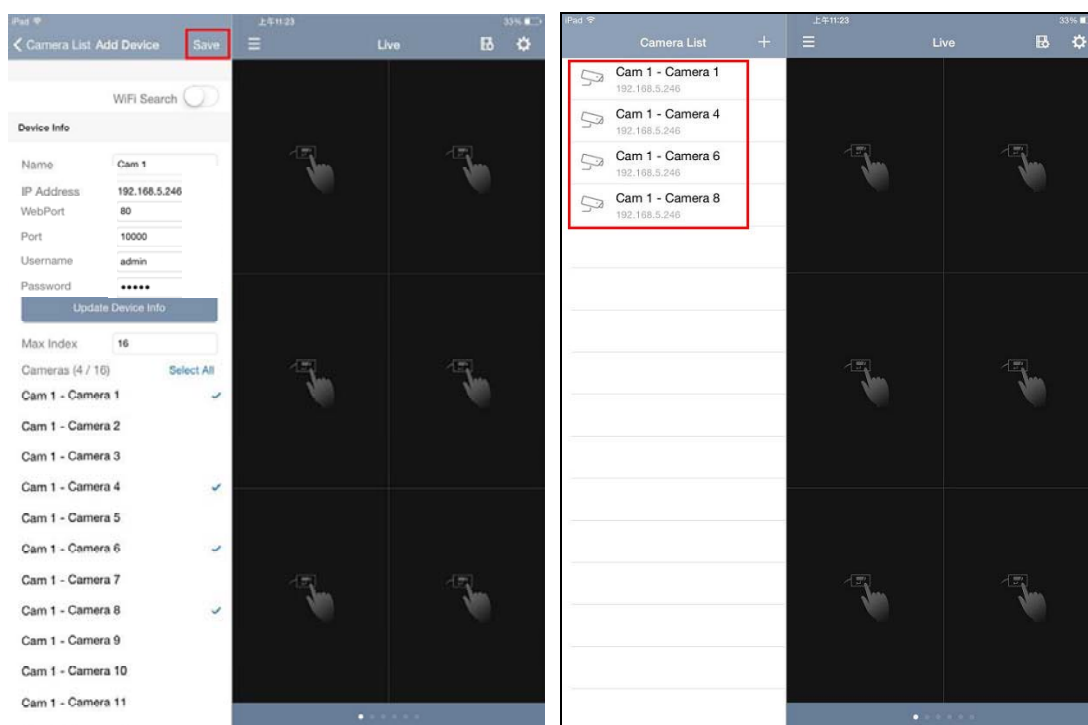 iPad
上午11:23
33%
Camera List
Add Device
Save
Live
WiFi Search
Device Info
Name
Cam 1
IP Address
192.168.5.246
WebPort
80
Port
10000
Username
admin
Password
•••••
Update Device Info
Max Index
16
Cameras (4 / 16)
Select All
Cam 1 - Camera 1
Cam 1 - Camera 2
Cam 1 - Camera 3
Cam 1 - Camera 4
Cam 1 - Camera 5
Cam 1 - Camera 6
Cam 1 - Camera 7
Cam 1 - Camera 8
Cam 1 - Camera 9
Cam 1 - Camera 10
Cam 1 - Camera 11
iPad
上午11:23
33%
Camera List
+
Live
Cam 1 - Camera 1
192.168.5.246
Cam 1 - Camera 4
192.168.5.246
Cam 1 - Camera 6
192.168.5.246
Cam 1 - Camera 8
192.168.5.246